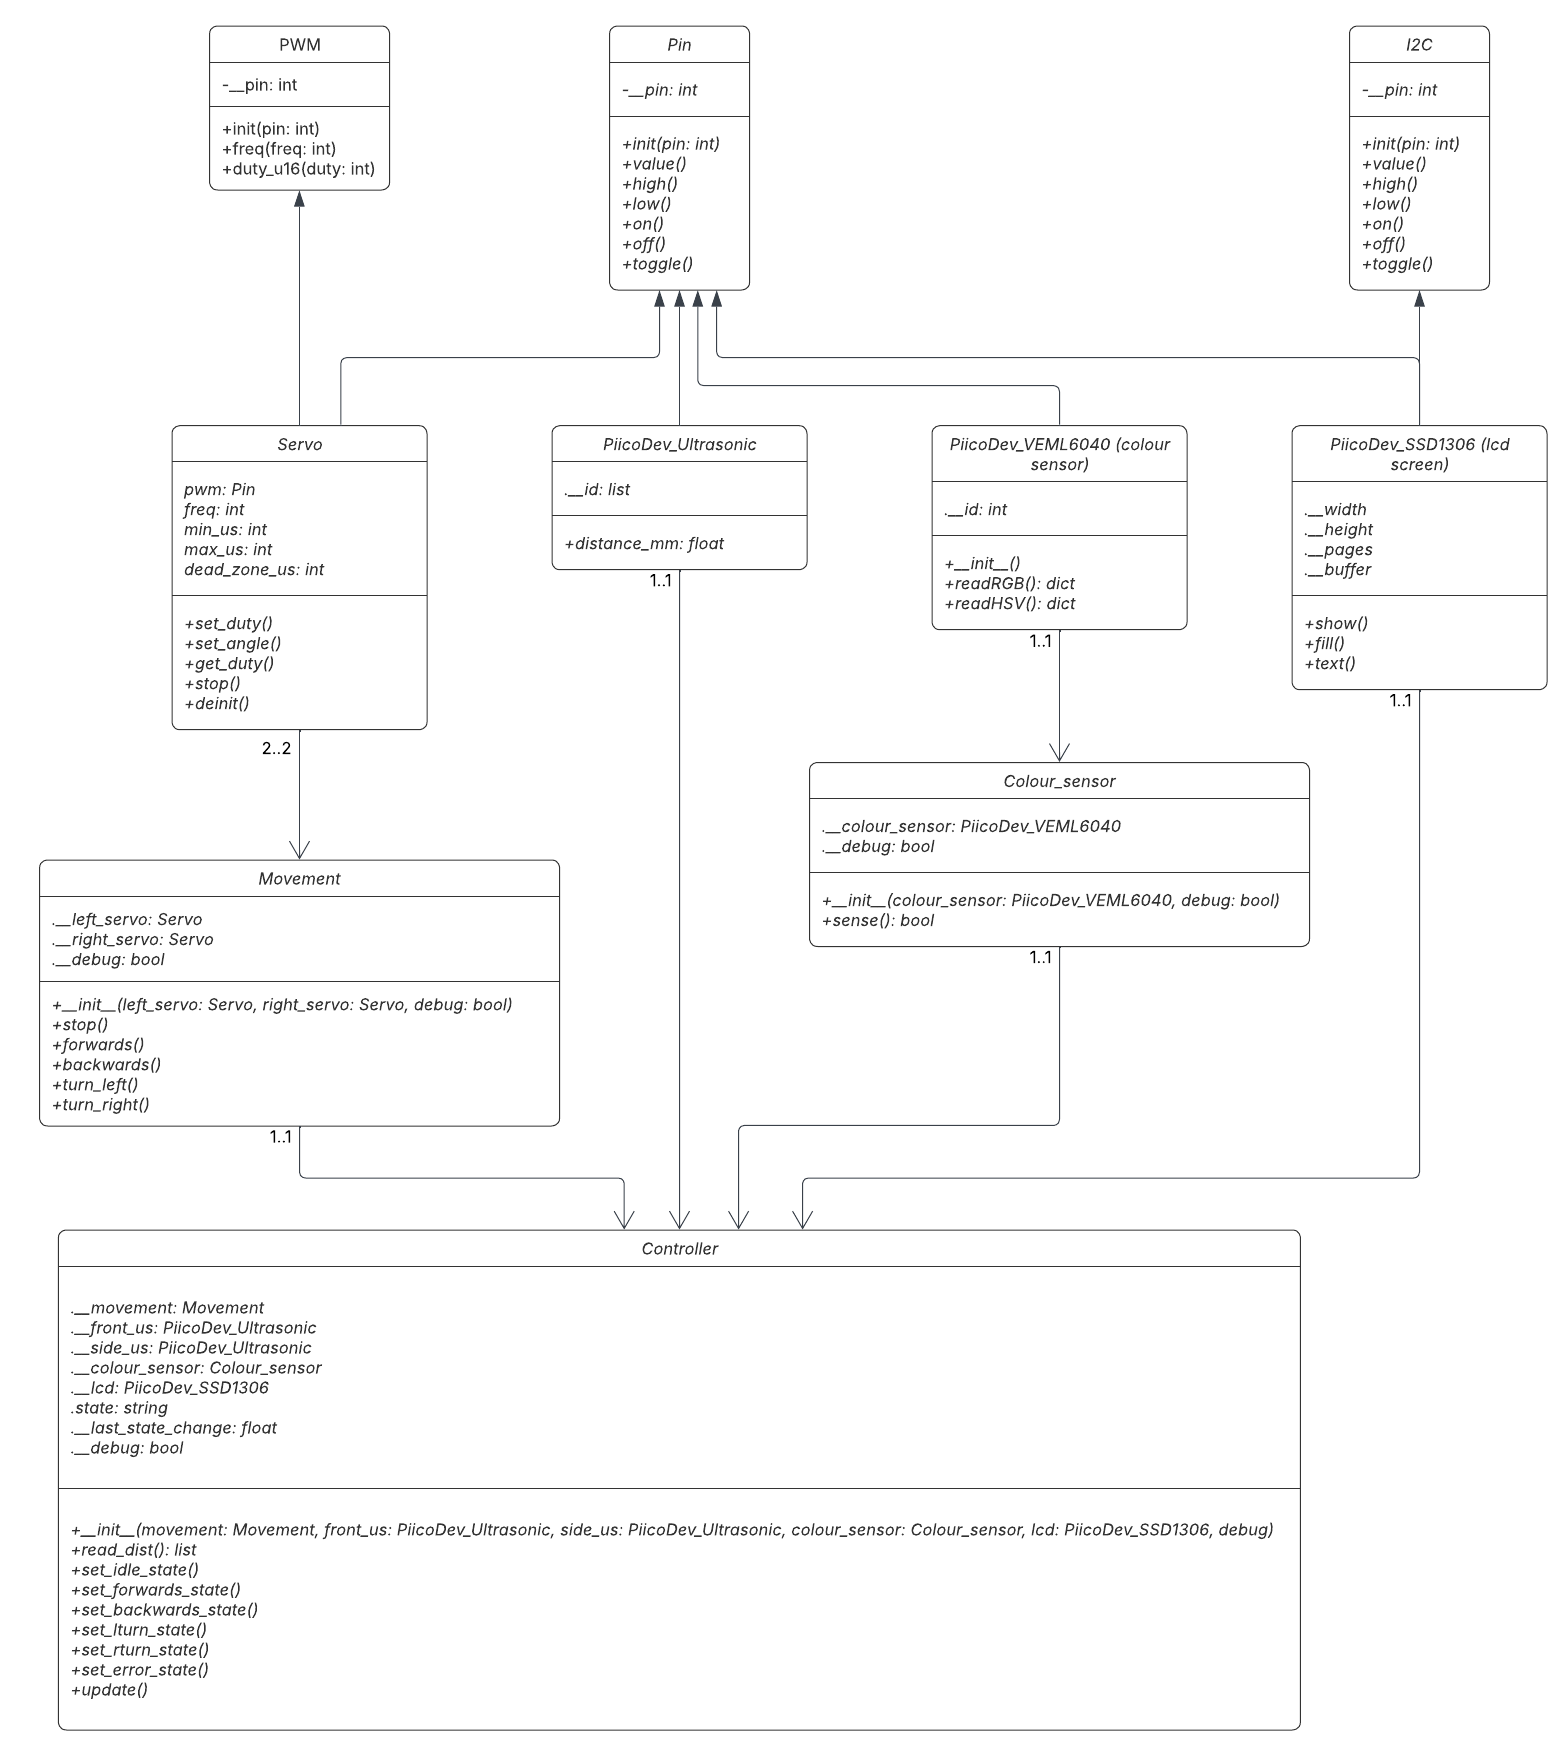 PWM
-__pin: int
+init(pin: int)
+freq(freq: int)
+duty_u16(duty: int)
Pin
-__pin: int
+init(pin: int)
+value()
+high()
+low()
+on()
+off()
+toggle()
I2C
-__pin: int
+init(pin: int)
+value()
+high()
+low()
+on()
+off()
+toggle()
Servo
pwm: Pin
freq: int
min_us: int
max_us: int
dead_zone_us: int
+set_duty()
+set_angle()
+get_duty()
+stop()
+deinit()
2..2
PiicoDev_Ultrasonic
.__id: list
+distance_mm: float
1..1
PiicoDev_VEML6040 (colour
sensor)
.__id: int
+__init__()
+readRGB(): dict
+readHSV(): dict
1..1
PiicoDev_SSD1306 (lcd
screen)
.__width
.__height
.__pages
.__buffer
+show()
+fill()
+text()
1..1
Colour_sensor
.__colour_sensor: PiicoDev_VEML6040
.__debug: bool
+__init__(colour_sensor: PiicoDev_VEML6040, debug: bool)
+sense(): bool
1..1
Movement
.__left_servo: Servo
.__right_servo: Servo
.__debug: bool
+__init__(left_servo: Servo, right_servo: Servo, debug: bool)
+stop()
+forwards()
+backwards()
+turn_left()
+turn_right()
1..1
Controller
.__movement: Movement
.__front_us: PiicoDev_Ultrasonic
.__side_us: PiicoDev_Ultrasonic
.__colour_sensor: Colour_sensor
.__lcd: PiicoDev_SSD1306
.state: string
.__last_state_change: float
.__debug: bool
+__init__(movement: Movement, front_us: PiicoDev_Ultrasonic, side_us: PiicoDev_Ultrasonic, colour_sensor: Colour_sensor, lcd: PiicoDev_SSD1306, debug)
+read_dist(): list
+set_idle_state()
+set_forwards_state()
+set_backwards_state()
+set_lturn_state()
+set_rturn_state()
+set_error_state()
+update()